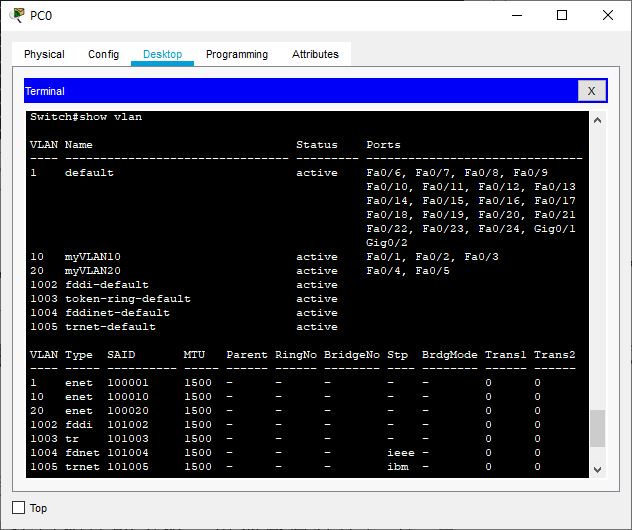 PC0
Physical Config Desktop Programming Attributes
Terminal X
Switch#show vlan
VLAN Name Status Ports
---- -------------------------------- --------- -------------------------------
1 default active Fa0/6, Fa0/7, Fa0/8, Fa0/9
Fa0/10, Fa0/11, Fa0/12, Fa0/13
Fa0/14, Fa0/15, Fa0/16, Fa0/17
Fa0/18, Fa0/19, Fa0/20, Fa0/21
Fa0/22, Fa0/23, Fa0/24, Gig0/1
Gig0/2
10 myVLAN10 active Fa0/1, Fa0/2, Fa0/3
20 myVLAN20 active Fa0/4, Fa0/5
1002 fddi-default active
1003 token-ring-default active
1004 fddinet-default active
1005 trnet-default active
VLAN Type SAID MTU Parent RingNo BridgeNo Stp BrdgMode Trans1 Trans2
---- ----- ---------- ----- ------ ------ -------- ---- -------- ------ ------
1 enet 100001 1500 - - - - - 0 0
10 enet 100010 1500 - - - - - 0 0
20 enet 100020 1500 - - - - - 0 0
1002 fddi 101002 1500 - - - - - 0 0
1003 tr 101003 1500 - - - - - 0 0
1004 fdnet 101004 1500 - - - ieee - 0 0
1005 trnet 101005 1500 - - - ibm - 0 0
Top